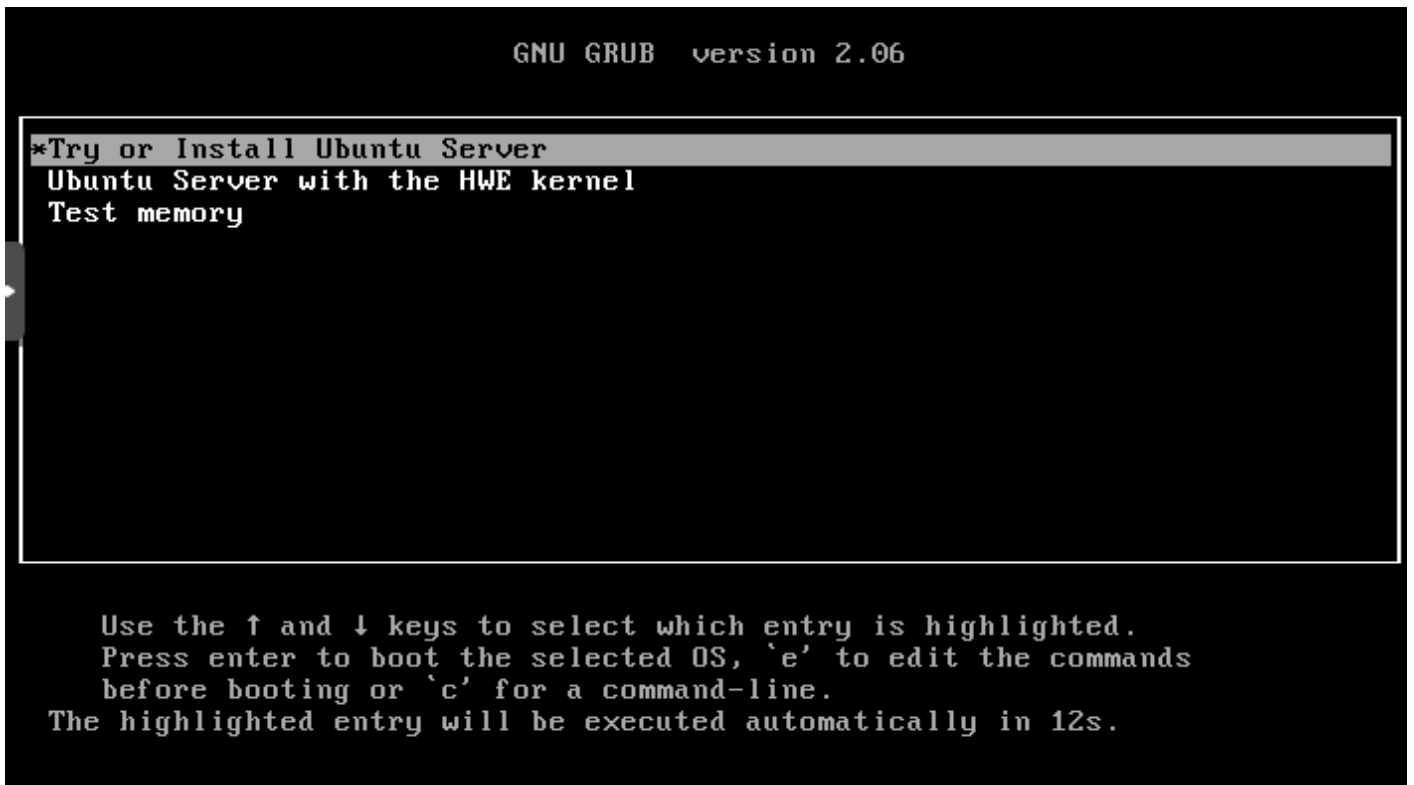 GNU GRUB version 2.06
*Try or Install Ubuntu Server
Ubuntu Server with the HWE kernel
Test memory
Use the ↑ and ↓ keys to select which entry is highlighted.
Press enter to boot the selected OS, `e' to edit the commands
before booting or `c' for a command-line.
The highlighted entry will be executed automatically in 12s.